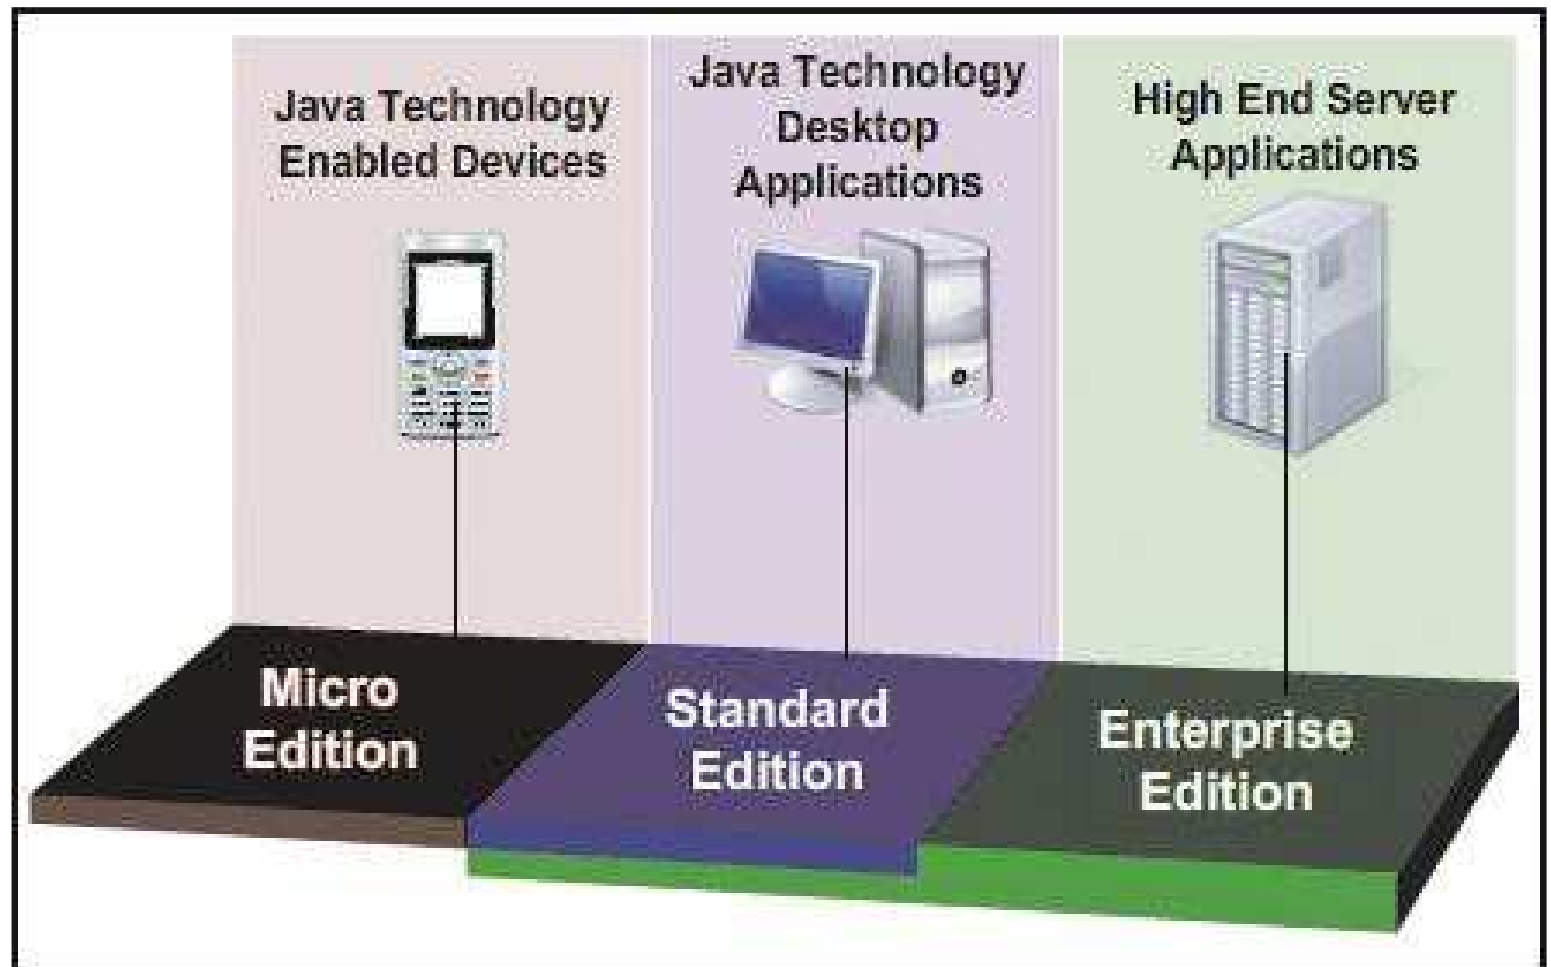 Java Technology
Enabled Devices
Java Technology
Desktop
Applications
High End Server
Applications
Micro
Edition
Standard
Edition
Enterprise
Edition